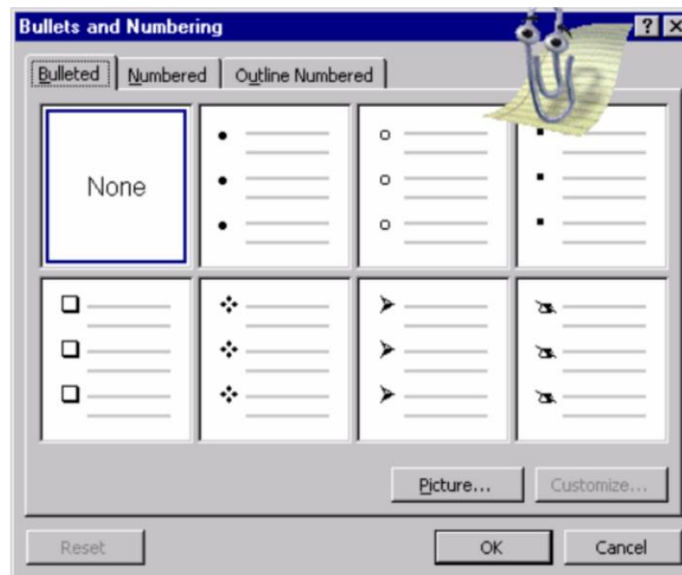 Bullets and Numbering
Bulleted Numbered Outline Numbered
None
Picture... Customize...
Reset OK Cancel